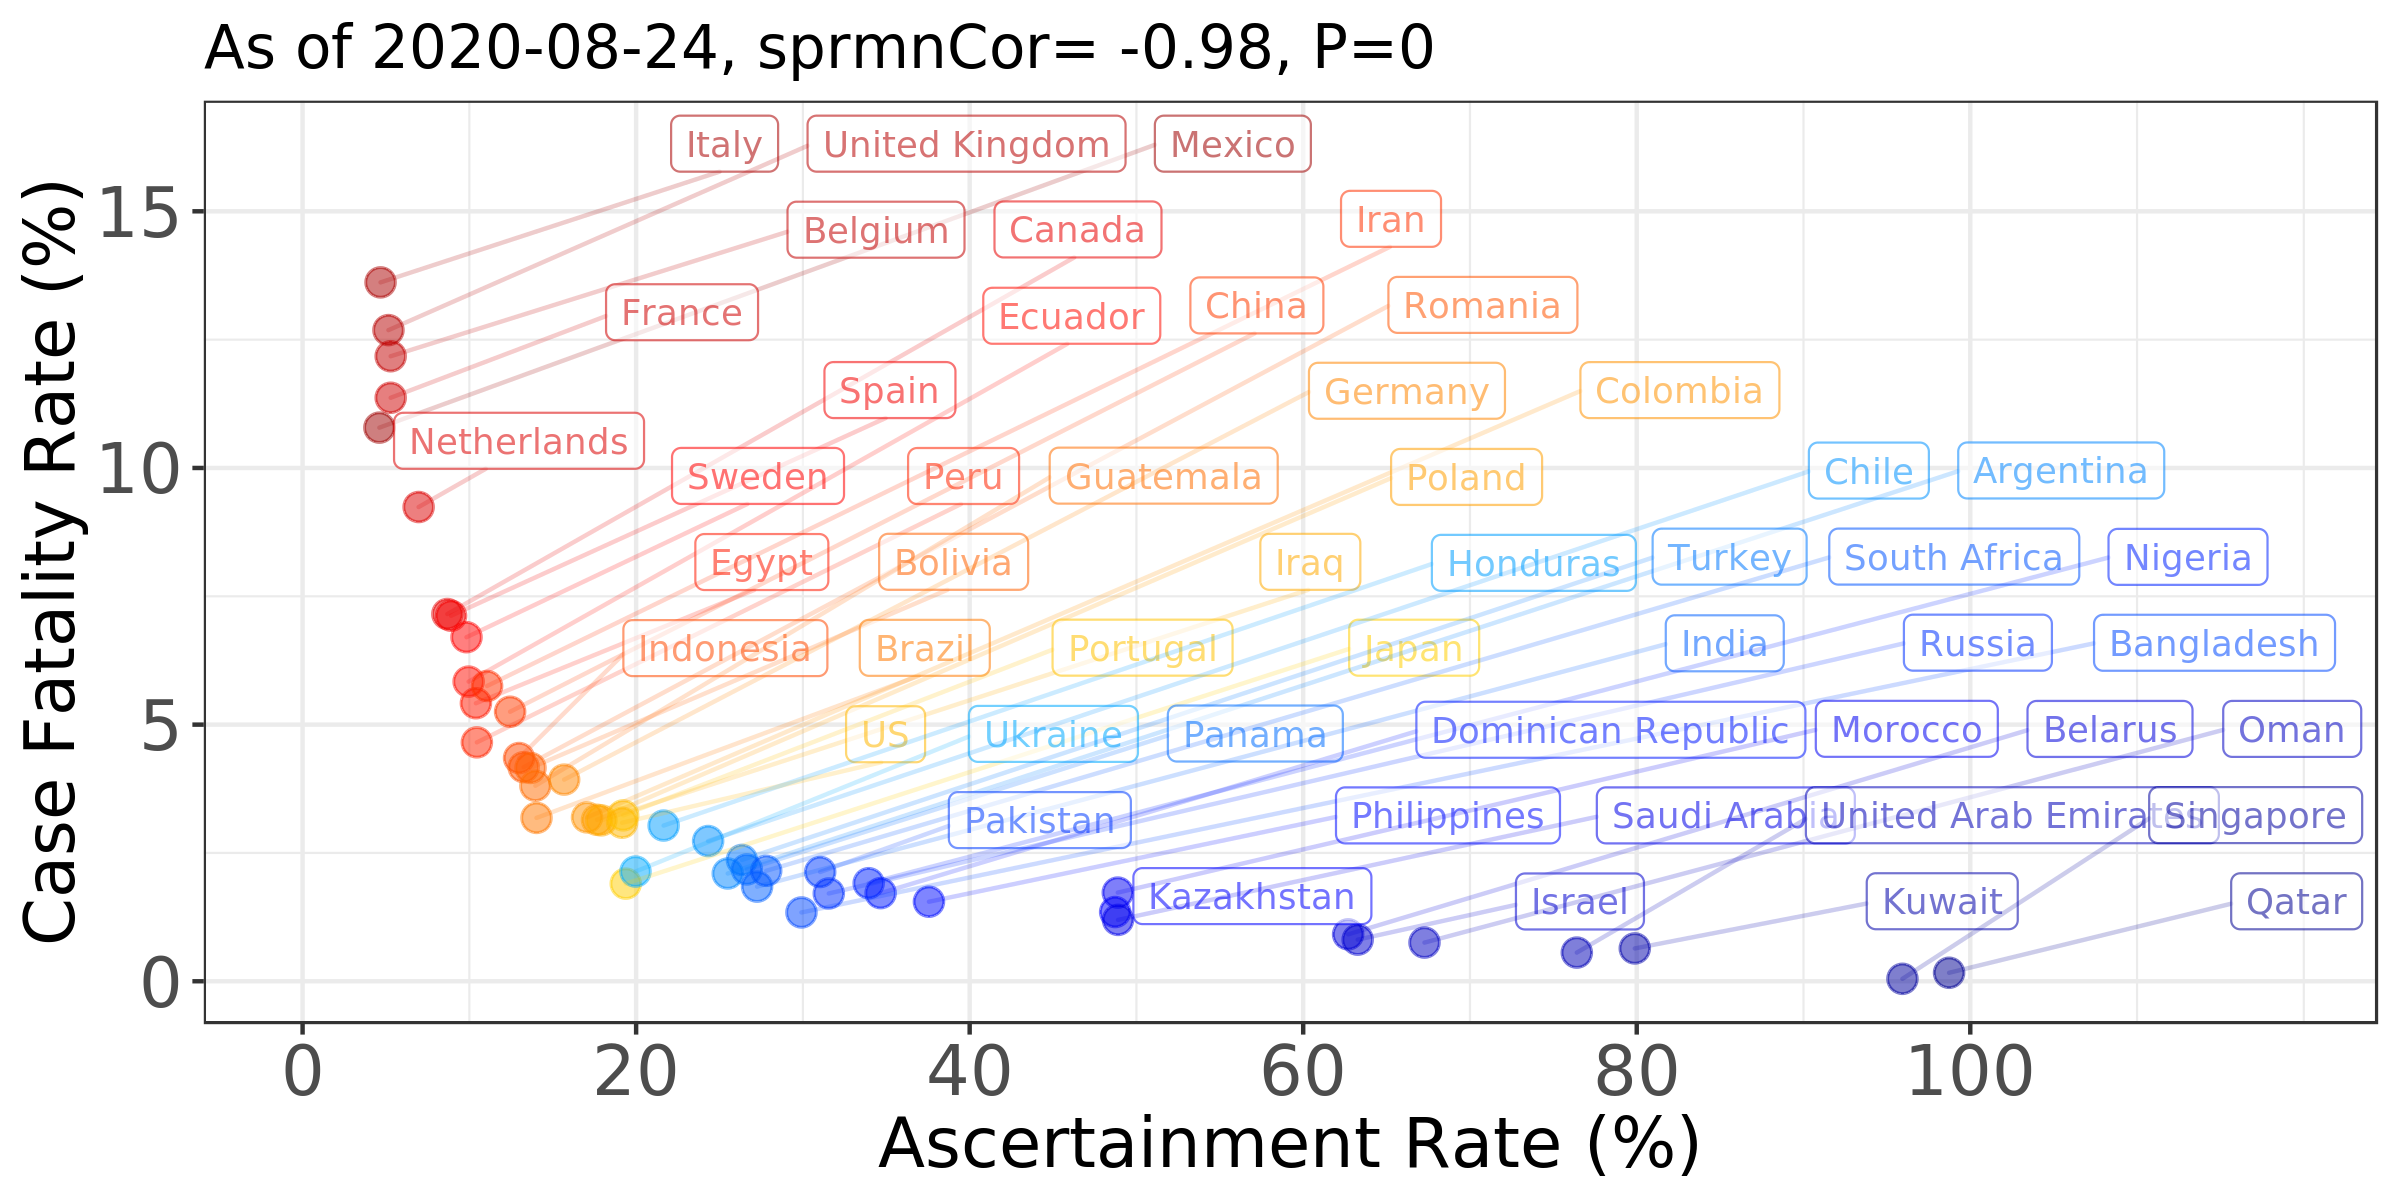 As of 2020-08-24, sprmnCor= -0.98, P=0
Case Fatality Rate (%)
15
10
5
0
Italy
United Kingdom
Mexico
Belgium
Canada
Iran
France
Ecuador
China
Romania
Spain
Germany
Colombia
Netherlands
Sweden
Peru
Guatemala
Poland
Chile
Argentina
Egypt
Bolivia
Iraq
Honduras
Turkey
South Africa
Nigeria
Indonesia
Brazil
Portugal
Japan
India
Russia
Bangladesh
US
Ukraine
Panama
Dominican Republic
Morocco
Belarus
Oman
Pakistan
Philippines
Saudi Arabia
United Arab Emirates
Singapore
Kazakhstan
Israel
Kuwait
Qatar
0
20
40
60
80
100
Ascertainment Rate (%)